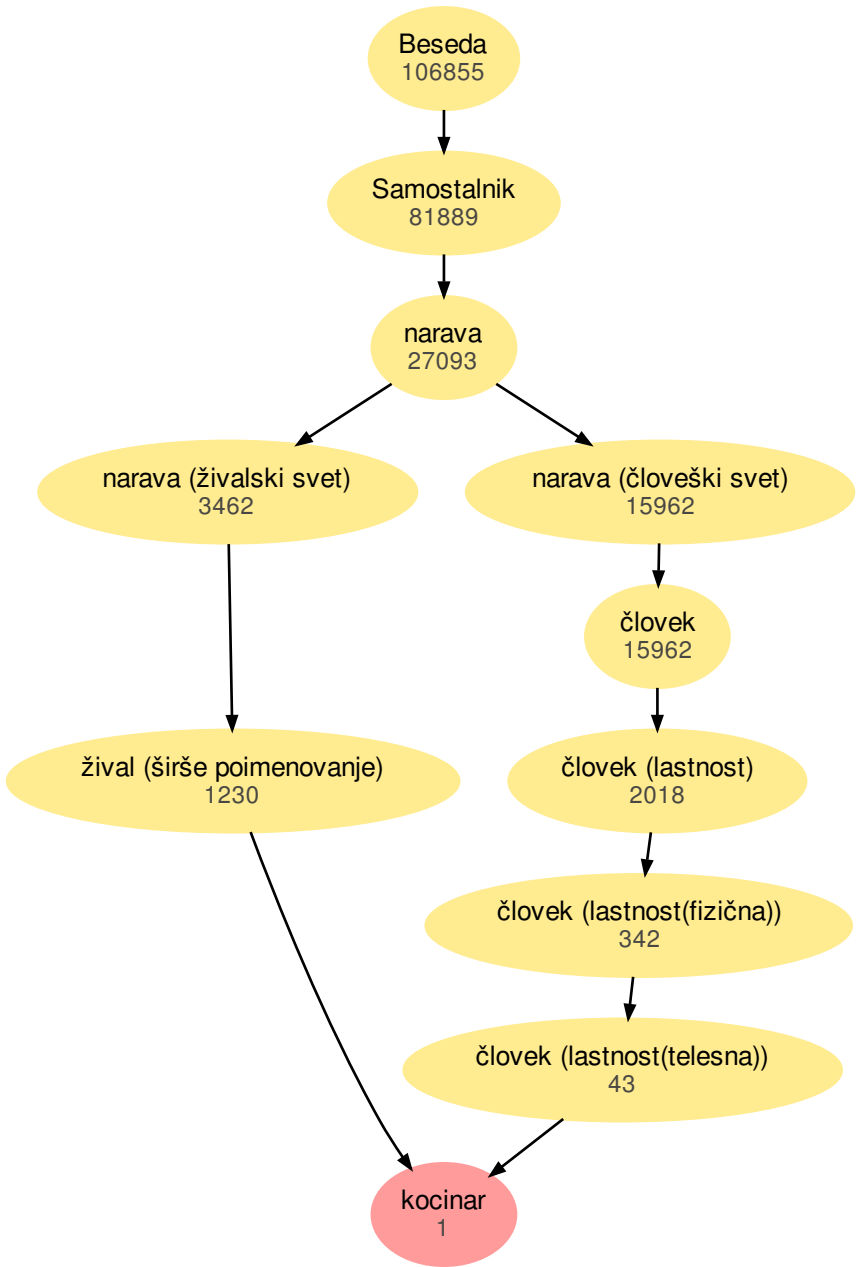 Beseda
106855
Samostalnik
81889
narava
27093
narava (živalski svet)
3462
narava (človeški svet)
15962
človek
15962
žival (širše poimenovanje)
1230
človek (lastnost)
2018
človek (lastnost(fizična))
342
človek (lastnost(telesna))
43
kocinar
1